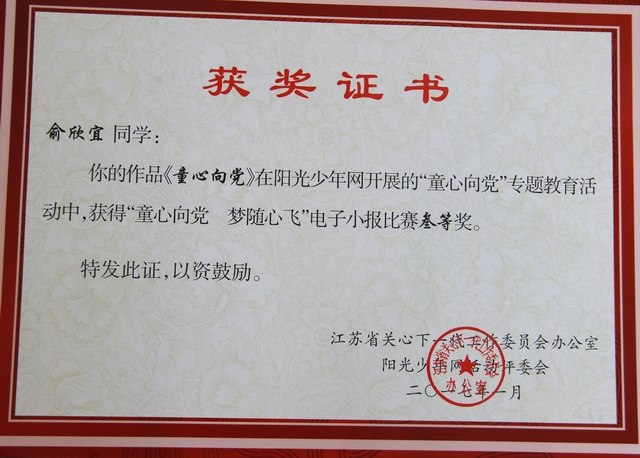 获奖证书
俞欣宜 同学：
你的作品《童心向党》在阳光少年网开展的“童心向党”专题教育活
动中，获得“童心向党　梦随心飞”电子小报比赛叁等奖。
特发此证，以资鼓励。
江苏省关心下一代工作委员会办公室
阳光少年网活动评委会
二〇一七年一月
办公室